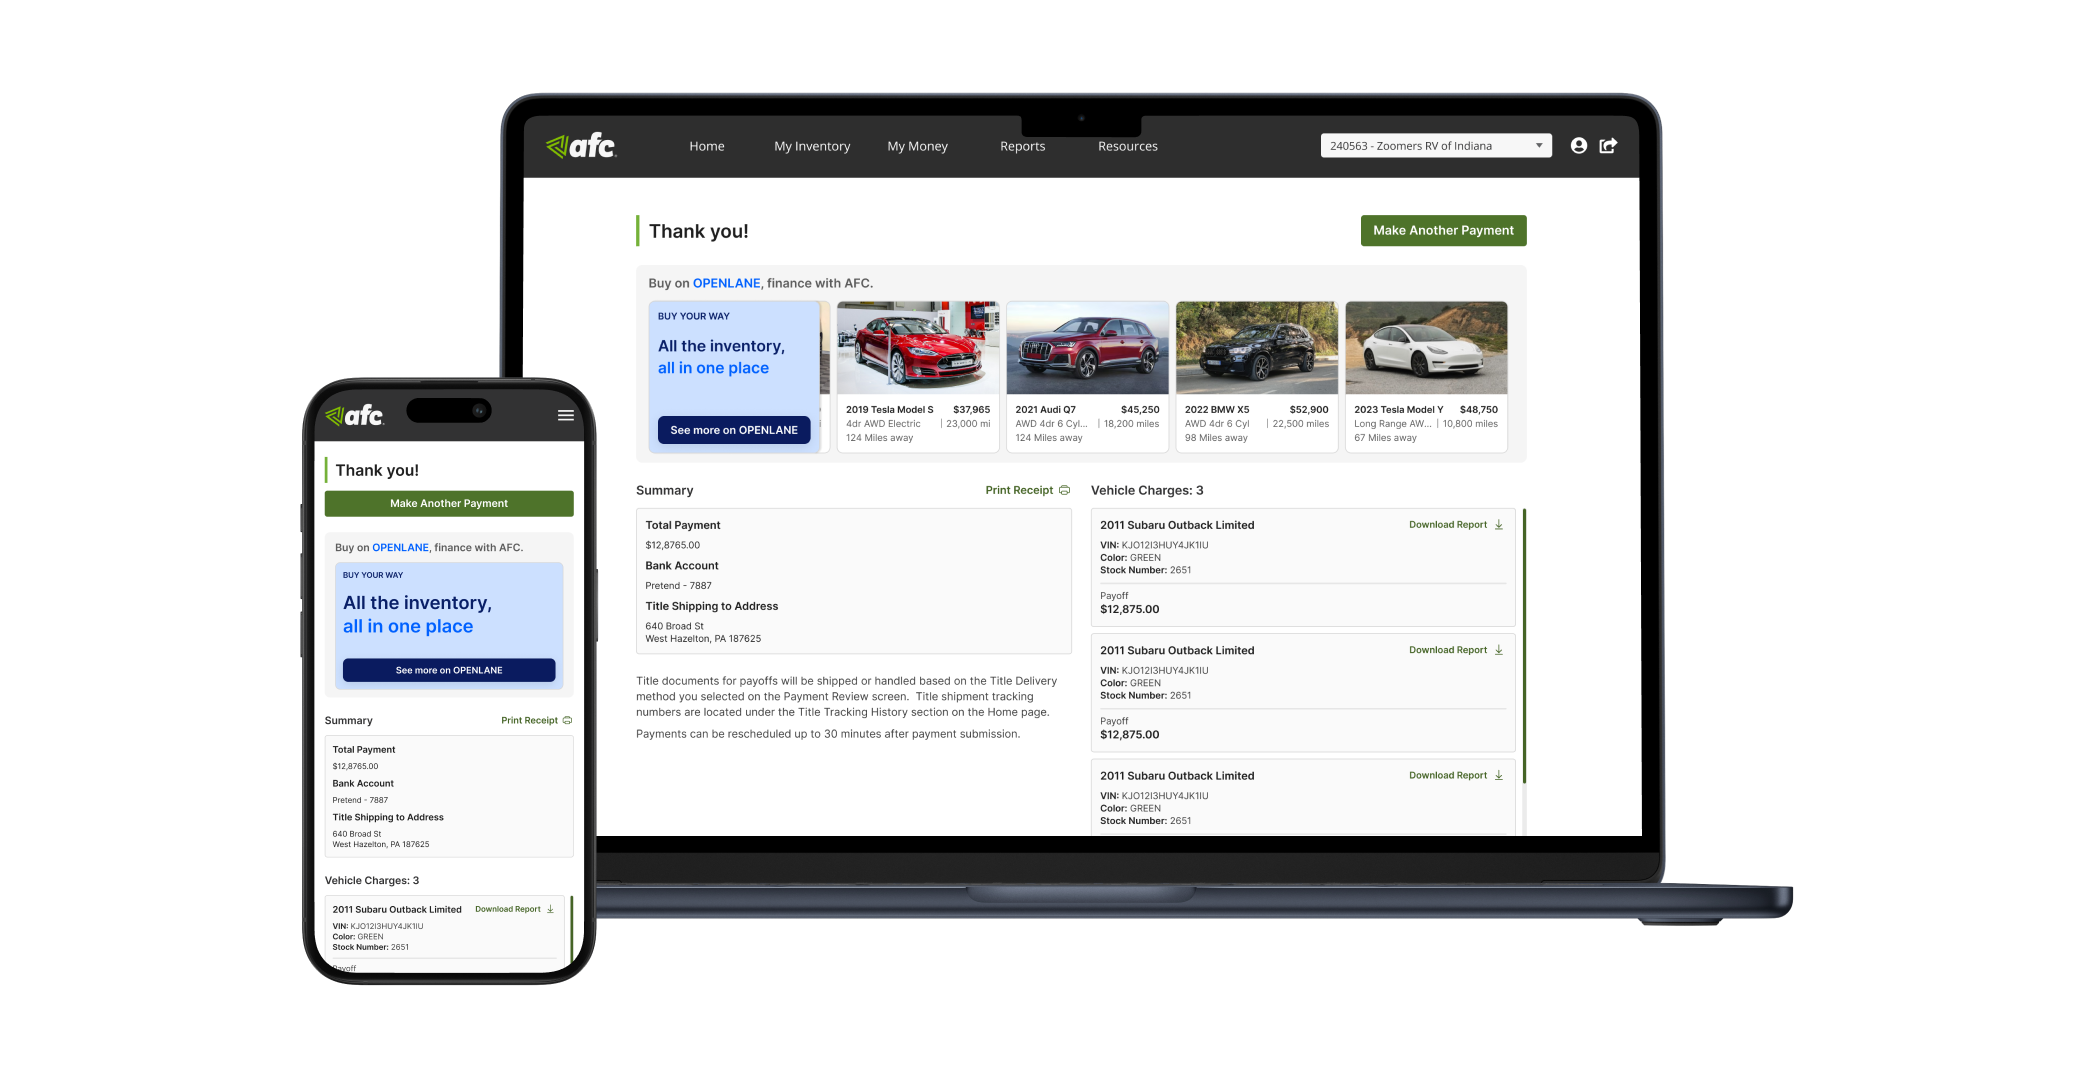 afc
Home My Inventory My Money Reports Resources
240563 - Zoomers RV of Indiana
Thank you!
Make Another Payment
Buy on OPENLANE, finance with AFC.
BUY YOUR WAY
All the inventory,
all in one place
See more on OPENLANE
2019 Tesla Model S $37,965
4dr AWD Electric | 23,000 mi
124 Miles away
2021 Audi Q7 $45,250
AWD 4dr 6 Cyl... | 18,200 miles
124 Miles away
2022 BMW X5 $52,900
AWD 4dr 6 Cyl | 22,500 miles
98 Miles away
2023 Tesla Model Y $48,750
Long Range AW... | 10,800 miles
67 Miles away
Summary
Print Receipt
Total Payment
$12,8765.00
Bank Account
Pretend - 7887
Title Shipping to Address
640 Broad St
West Hazelton, PA 187625
Title documents for payoffs will be shipped or handled based on the Title Delivery
method you selected on the Payment Review screen. Title shipment tracking
numbers are located under the Title Tracking History section on the Home page.
Payments can be rescheduled up to 30 minutes after payment submission.
Vehicle Charges: 3
2011 Subaru Outback Limited
Download Report
VIN: KJO12I3HUY4JK1IU
Color: GREEN
Stock Number: 2651
Payoff
$12,875.00
2011 Subaru Outback Limited
Download Report
VIN: KJO12I3HUY4JK1IU
Color: GREEN
Stock Number: 2651
Payoff
$12,875.00
2011 Subaru Outback Limited
Download Report
VIN: KJO12I3HUY4JK1IU
Color: GREEN
Stock Number: 2651
afc
Thank you!
Make Another Payment
Buy on OPENLANE, finance with AFC.
BUY YOUR WAY
All the inventory,
all in one place
See more on OPENLANE
Summary
Print Receipt
Total Payment
$12,8765.00
Bank Account
Pretend - 7887
Title Shipping to Address
640 Broad St
West Hazelton, PA 187625
Vehicle Charges: 3
2011 Subaru Outback Limited
Download Report
VIN: KJO12I3HUY4JK1IU
Color: GREEN
Stock Number: 2651
Payoff